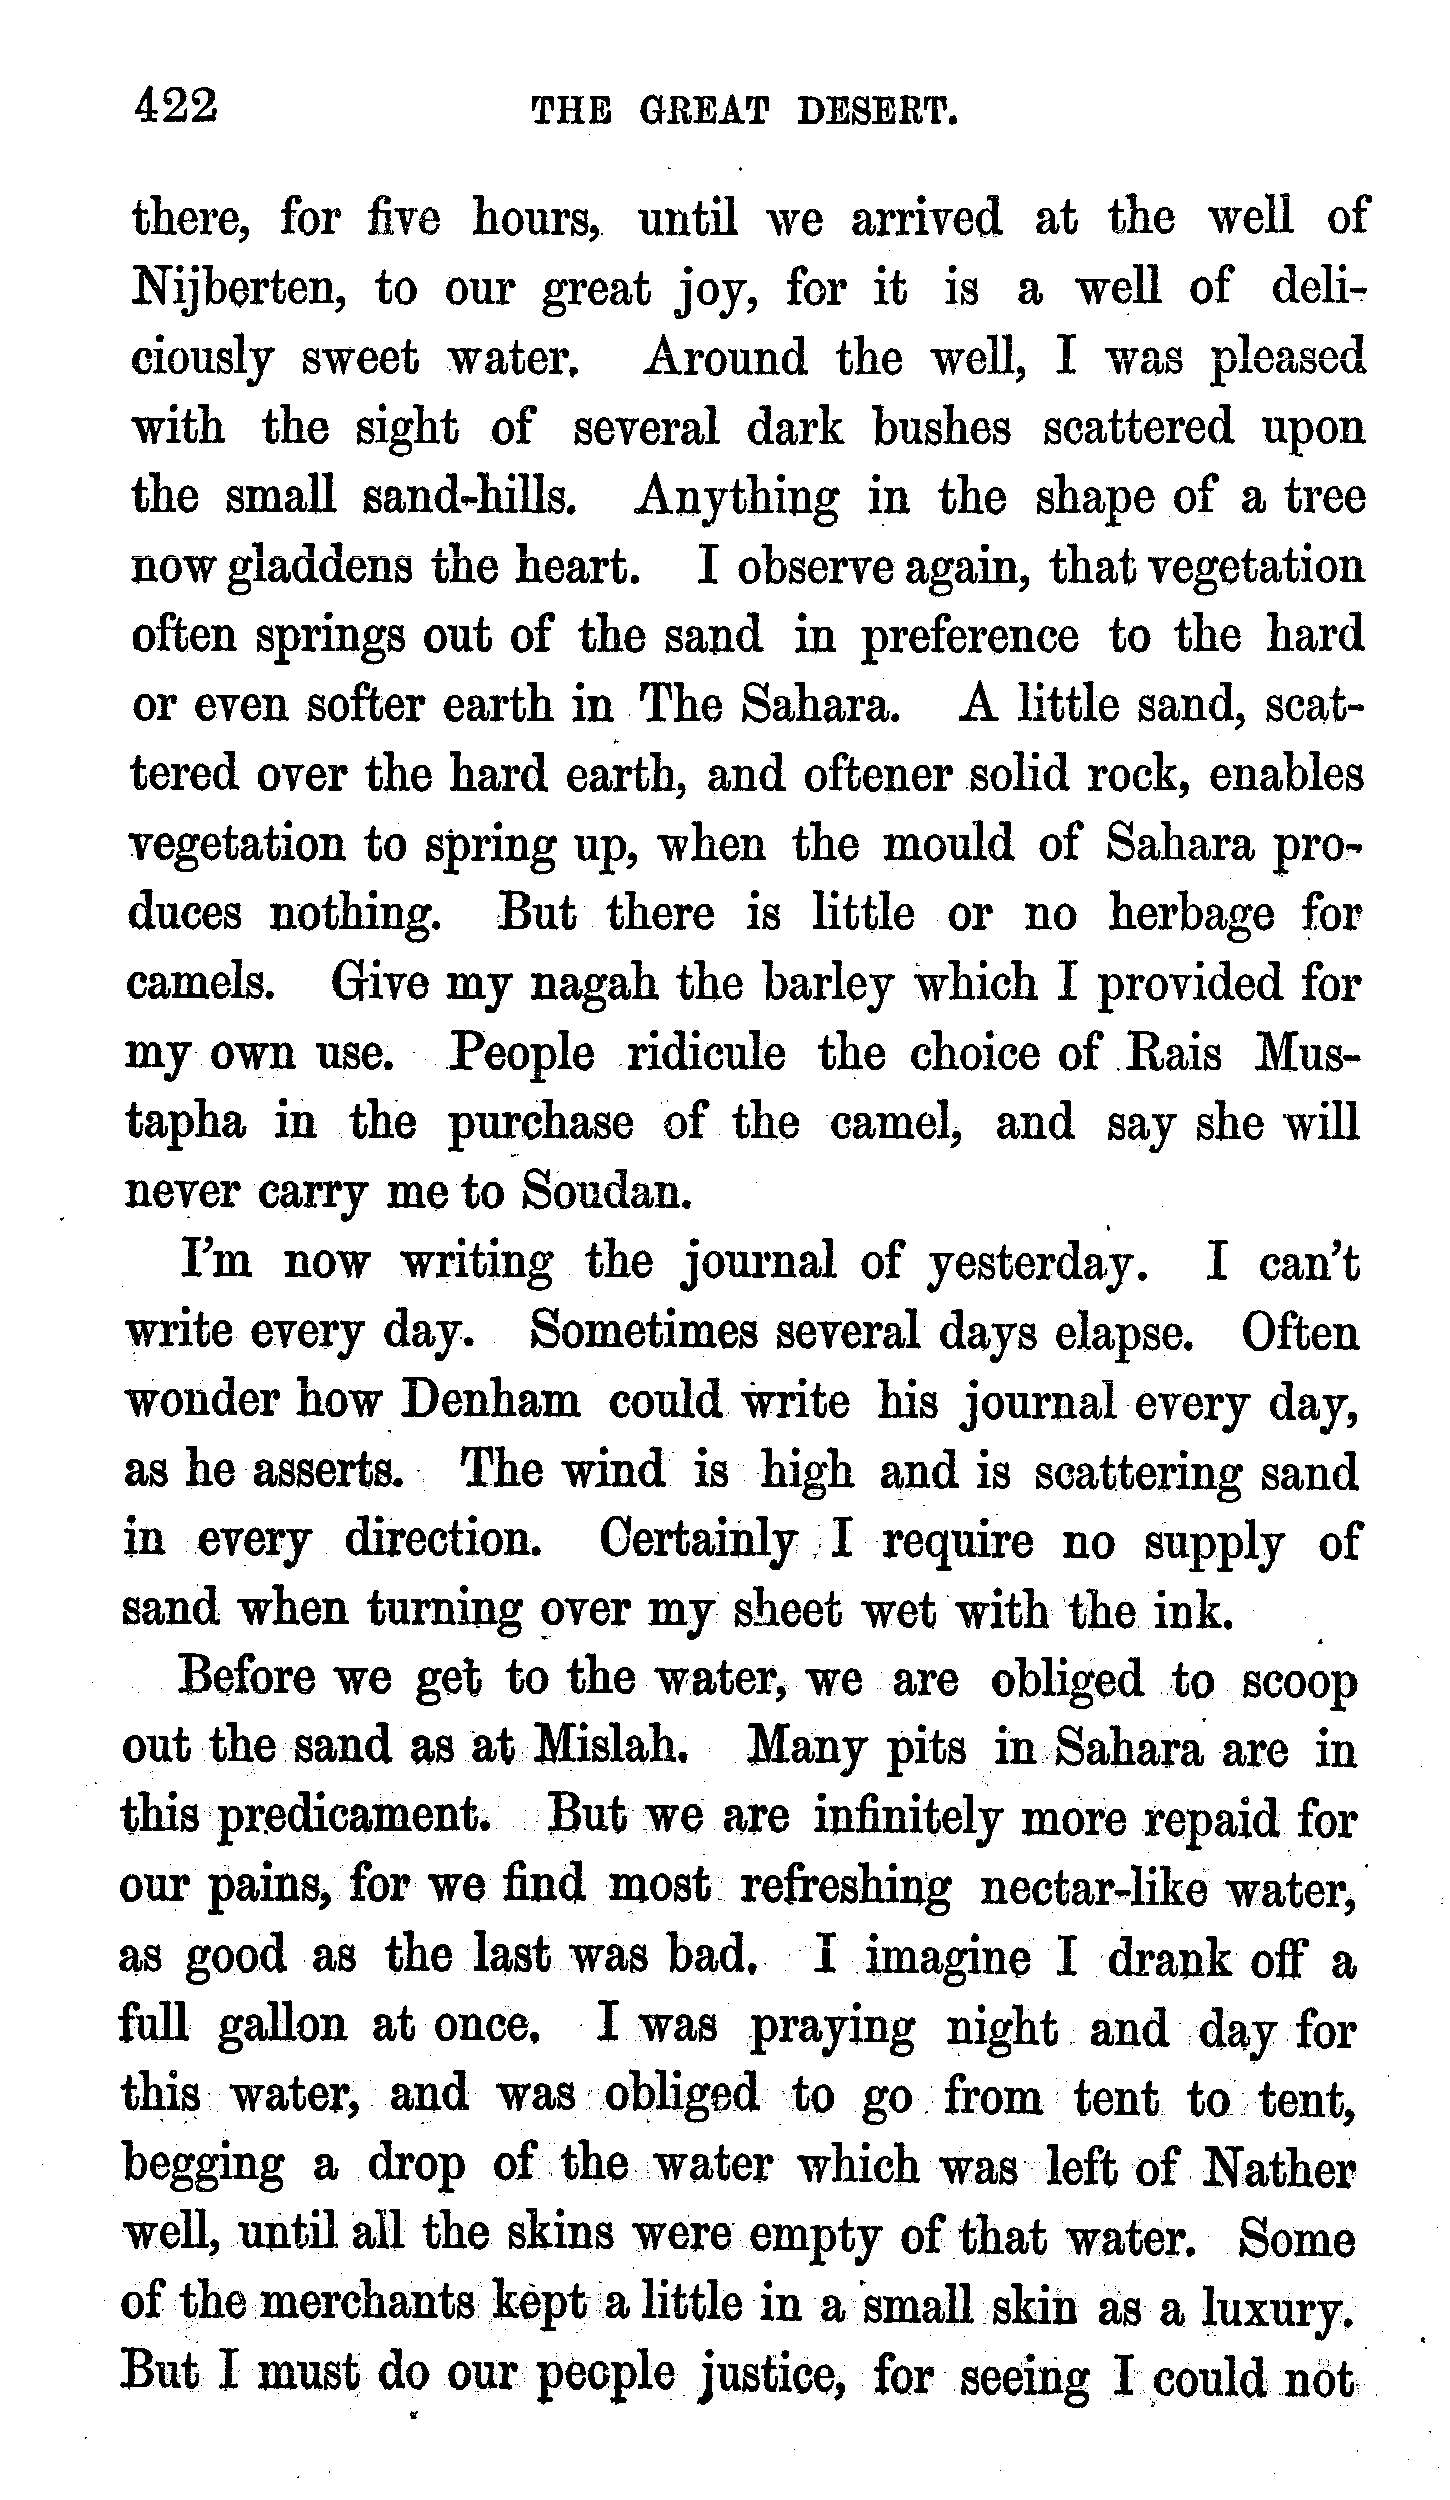 422 THE GREAT DESERT.
there, for five hours, until we arrived at the well of
Nijberten, to our great joy, for it is a well of deli-
ciously sweet water. Around the well, I was pleased
with the sight of several dark bushes scattered upon
the small sand-hills. Anything in the shape of a tree
now gladdens the heart. I observe again, that vegetation
often springs out of the sand in preference to the hard
or even softer earth in The Sahara. A little sand, scat-
tered over the hard earth, and oftener solid rock, enables
vegetation to spring up, when the mould of Sahara pro-
duces nothing. But there is little or no herbage for
camels. Give my nagah the barley which I provided for
my own use. People ridicule the choice of Rais Mus-
tapha in the purchase of the camel, and say she will
never carry me to Soudan.
I'm now writing the journal of yesterday. I can't
write every day. Sometimes several days elapse. Often
wonder how Denham could write his journal every day,
as he asserts. The wind is high and is scattering sand
in every direction. Certainly I require no supply of
sand when turning over my sheet wet with the ink.
Before we get to the water, we are obliged to scoop
out the sand as at Mislah. Many pits in Sahara are in
this predicament. But we are infinitely more repaid for
our pains, for we find most refreshing nectar-like water,
as good as the last was bad. I imagine I drank off a
full gallon at once. I was praying night and day for
this water, and was obliged to go from tent to tent,
begging a drop of the water which was left of Nather
well, until all the skins were empty of that water. Some
of the merchants kept a little in a small skin as a luxury.
But I must do our people justice, for seeing I could not